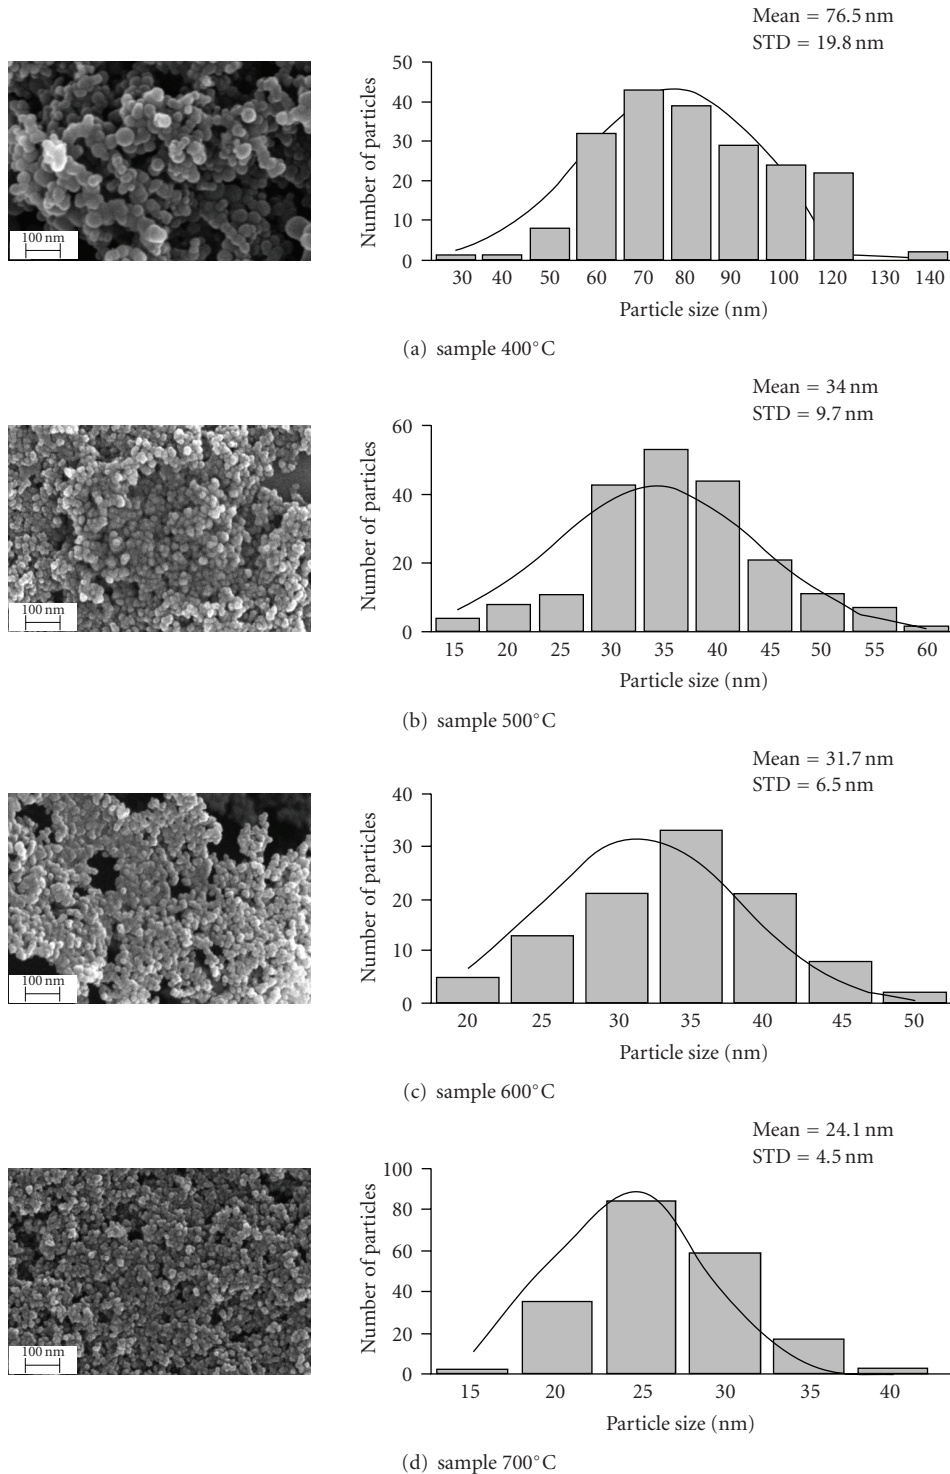 Mean = 76.5 nm
STD = 19.8 nm
50
40
30
20
10
0
Number of particles
30 40 50 60 70 80 90 100 120 130 140
Particle size (nm)
100 nm
(a) sample 400°C
Mean = 34 nm
STD = 9.7 nm
60
40
20
0
Number of particles
15 20 25 30 35 40 45 50 55 60
Particle size (nm)
100 nm
(b) sample 500°C
Mean = 31.7 nm
STD = 6.5 nm
40
30
20
10
0
Number of particles
20 25 30 35 40 45 50
Particle size (nm)
100 nm
(c) sample 600°C
Mean = 24.1 nm
STD = 4.5 nm
100
80
60
40
20
0
Number of particles
15 20 25 30 35 40
Particle size (nm)
100 nm
(d) sample 700°C